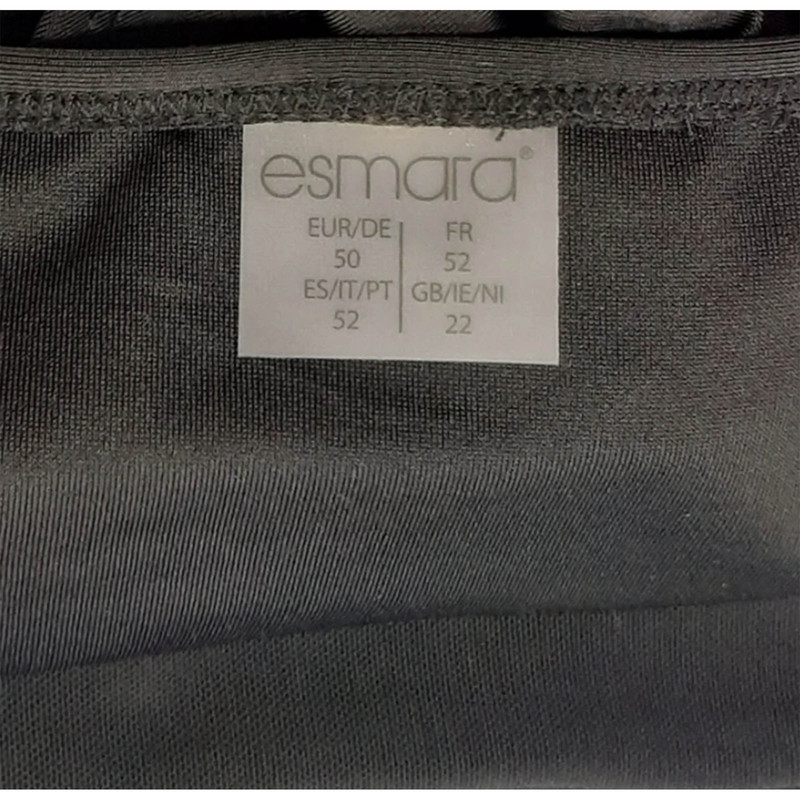 esmara®
EUR/DE FR
50 52
ES/IT/PT GB/IE/NI
52 22